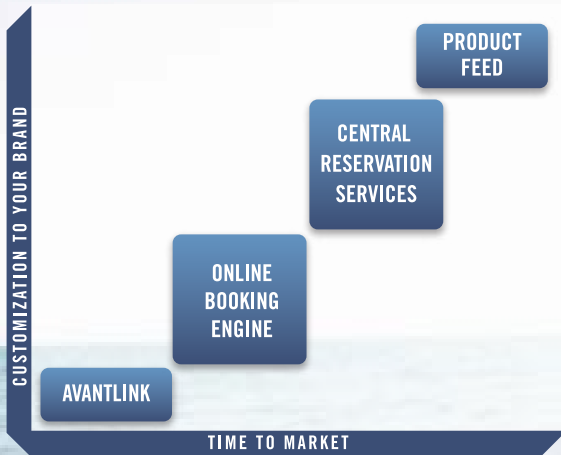 PRODUCT
FEED
CENTRAL
RESERVATION
SERVICES
CUSTOMIZATION TO YOUR BRAND
ONLINE
BOOKING
ENGINE
AVANTLINK
TIME TO MARKET